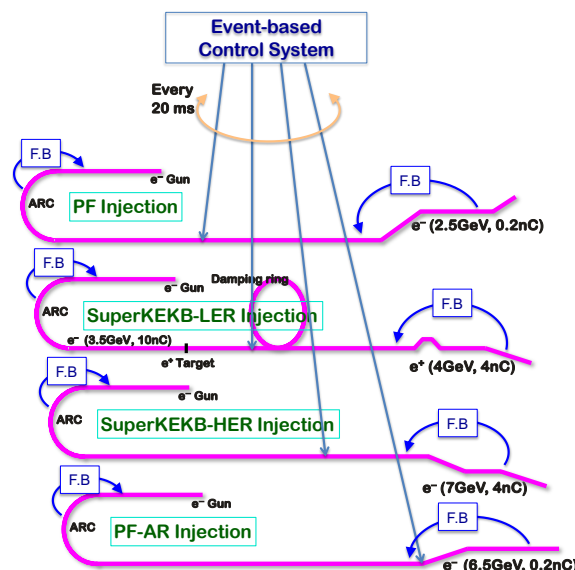 Event-based
Control System
Every
20 ms
F.B
e⁻ Gun
ARC
PF Injection
F.B
e⁻ (2.5GeV, 0.2nC)
F.B
e⁻ Gun
Damping ring
ARC
SuperKEKB-LER Injection
e⁻ (3.5GeV, 10nC)
e⁺ Target
F.B
e⁺ (4GeV, 4nC)
F.B
e⁻ Gun
ARC
SuperKEKB-HER Injection
F.B
e⁻ (7GeV, 4nC)
F.B
e⁻ Gun
ARC
PF-AR Injection
F.B
e⁻ (6.5GeV, 0.2nC)